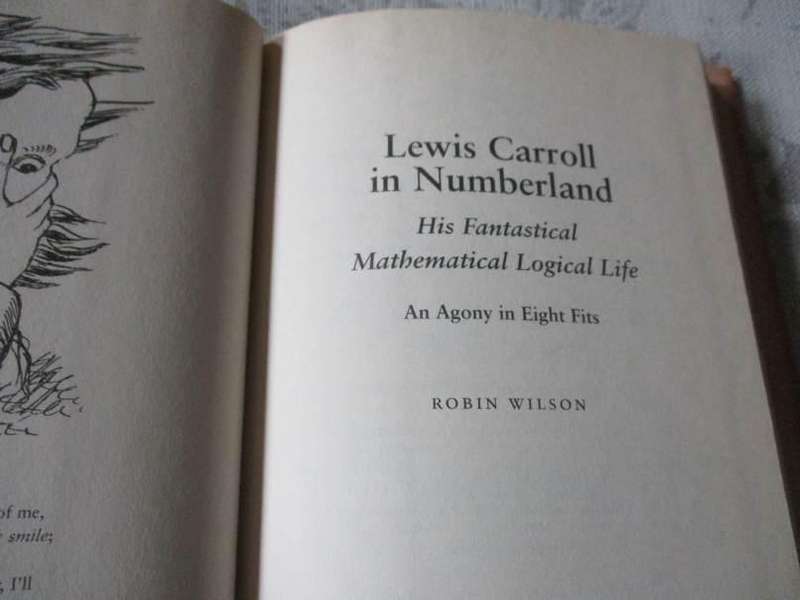 of me,
smile;
I'll
Lewis Carroll
in Numberland
His Fantastical
Mathematical Logical Life
An Agony in Eight Fits
ROBIN WILSON